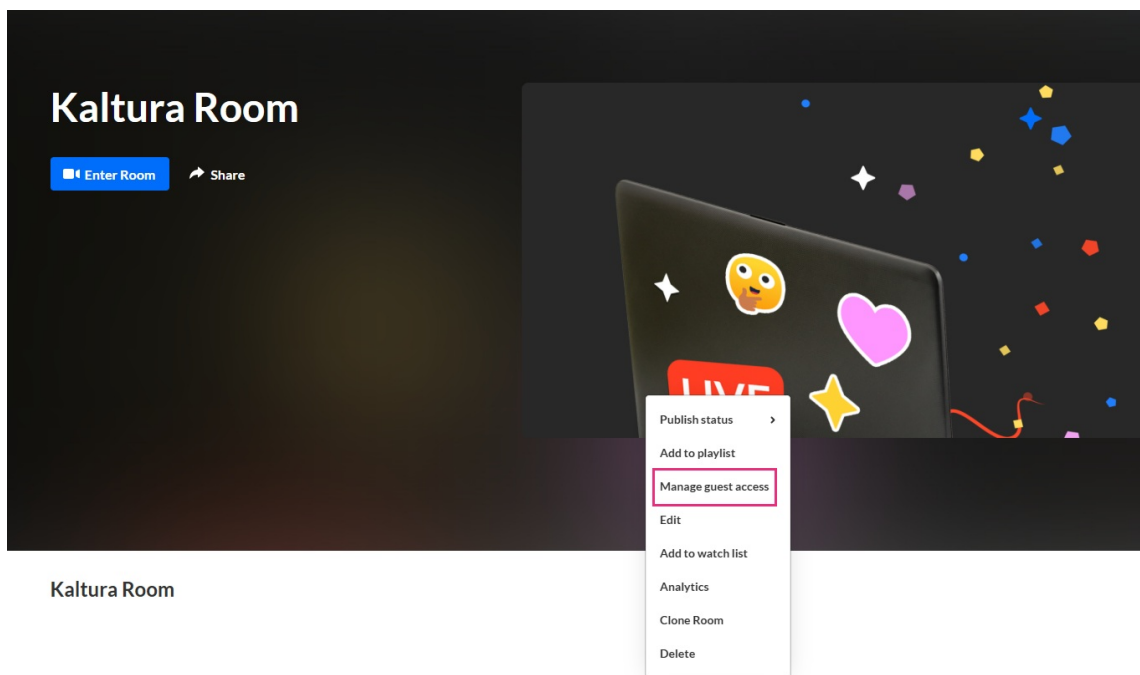 Kaltura Room
Enter Room
Share
LIVE
Publish status
Add to playlist
Manage guest access
Edit
Add to watch list
Analytics
Clone Room
Delete
Kaltura Room